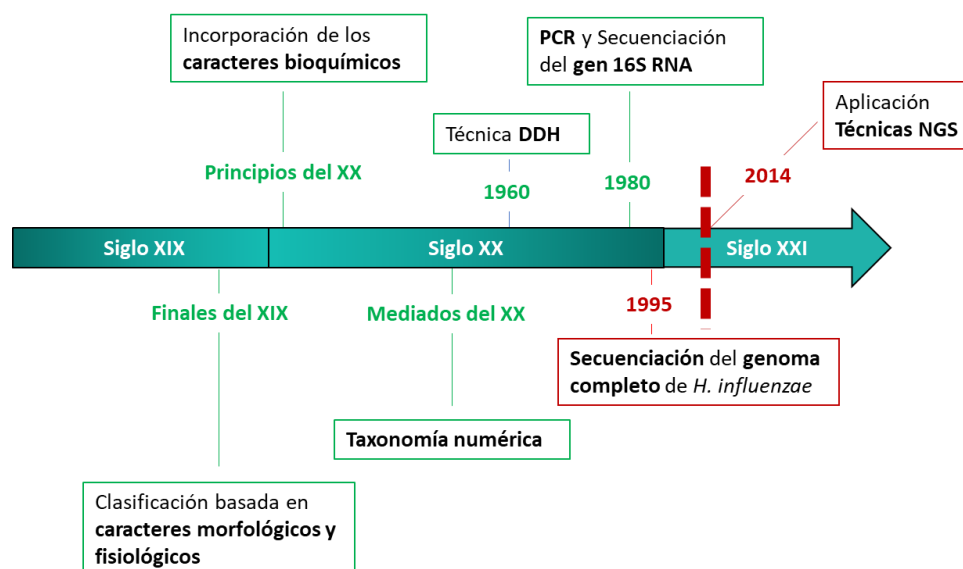 Incorporación de los
caracteres bioquímicos
PCR y Secuenciación
del gen 16S RNA
Aplicación
Técnicas NGS
Técnica DDH
Principios del XX
1960
1980
2014
Siglo XIX
Siglo XX
Siglo XXI
Finales del XIX
Mediados del XX
1995
Secuenciación del genoma
completo de H. influenzae
Taxonomía numérica
Clasificación basada en
caracteres morfológicos y
fisiológicos